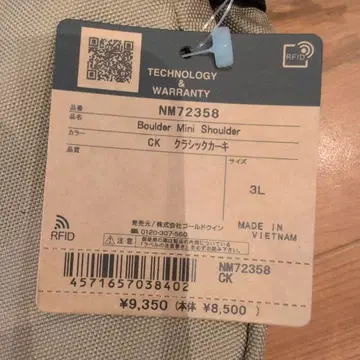 RFID
TECHNOLOGY
&
WARRANTY
品番 NM72358
品名 Boulder Mini Shoulder
カラー CK クラシックカーキ
品質
サイズ
3L
発売元/株式会社ゴールドウイン
0120-307-560
MADE IN
VIETNAM
RFID
注意
NM72358
CK
4571657038402
¥9,350 (本体 ¥8,500)